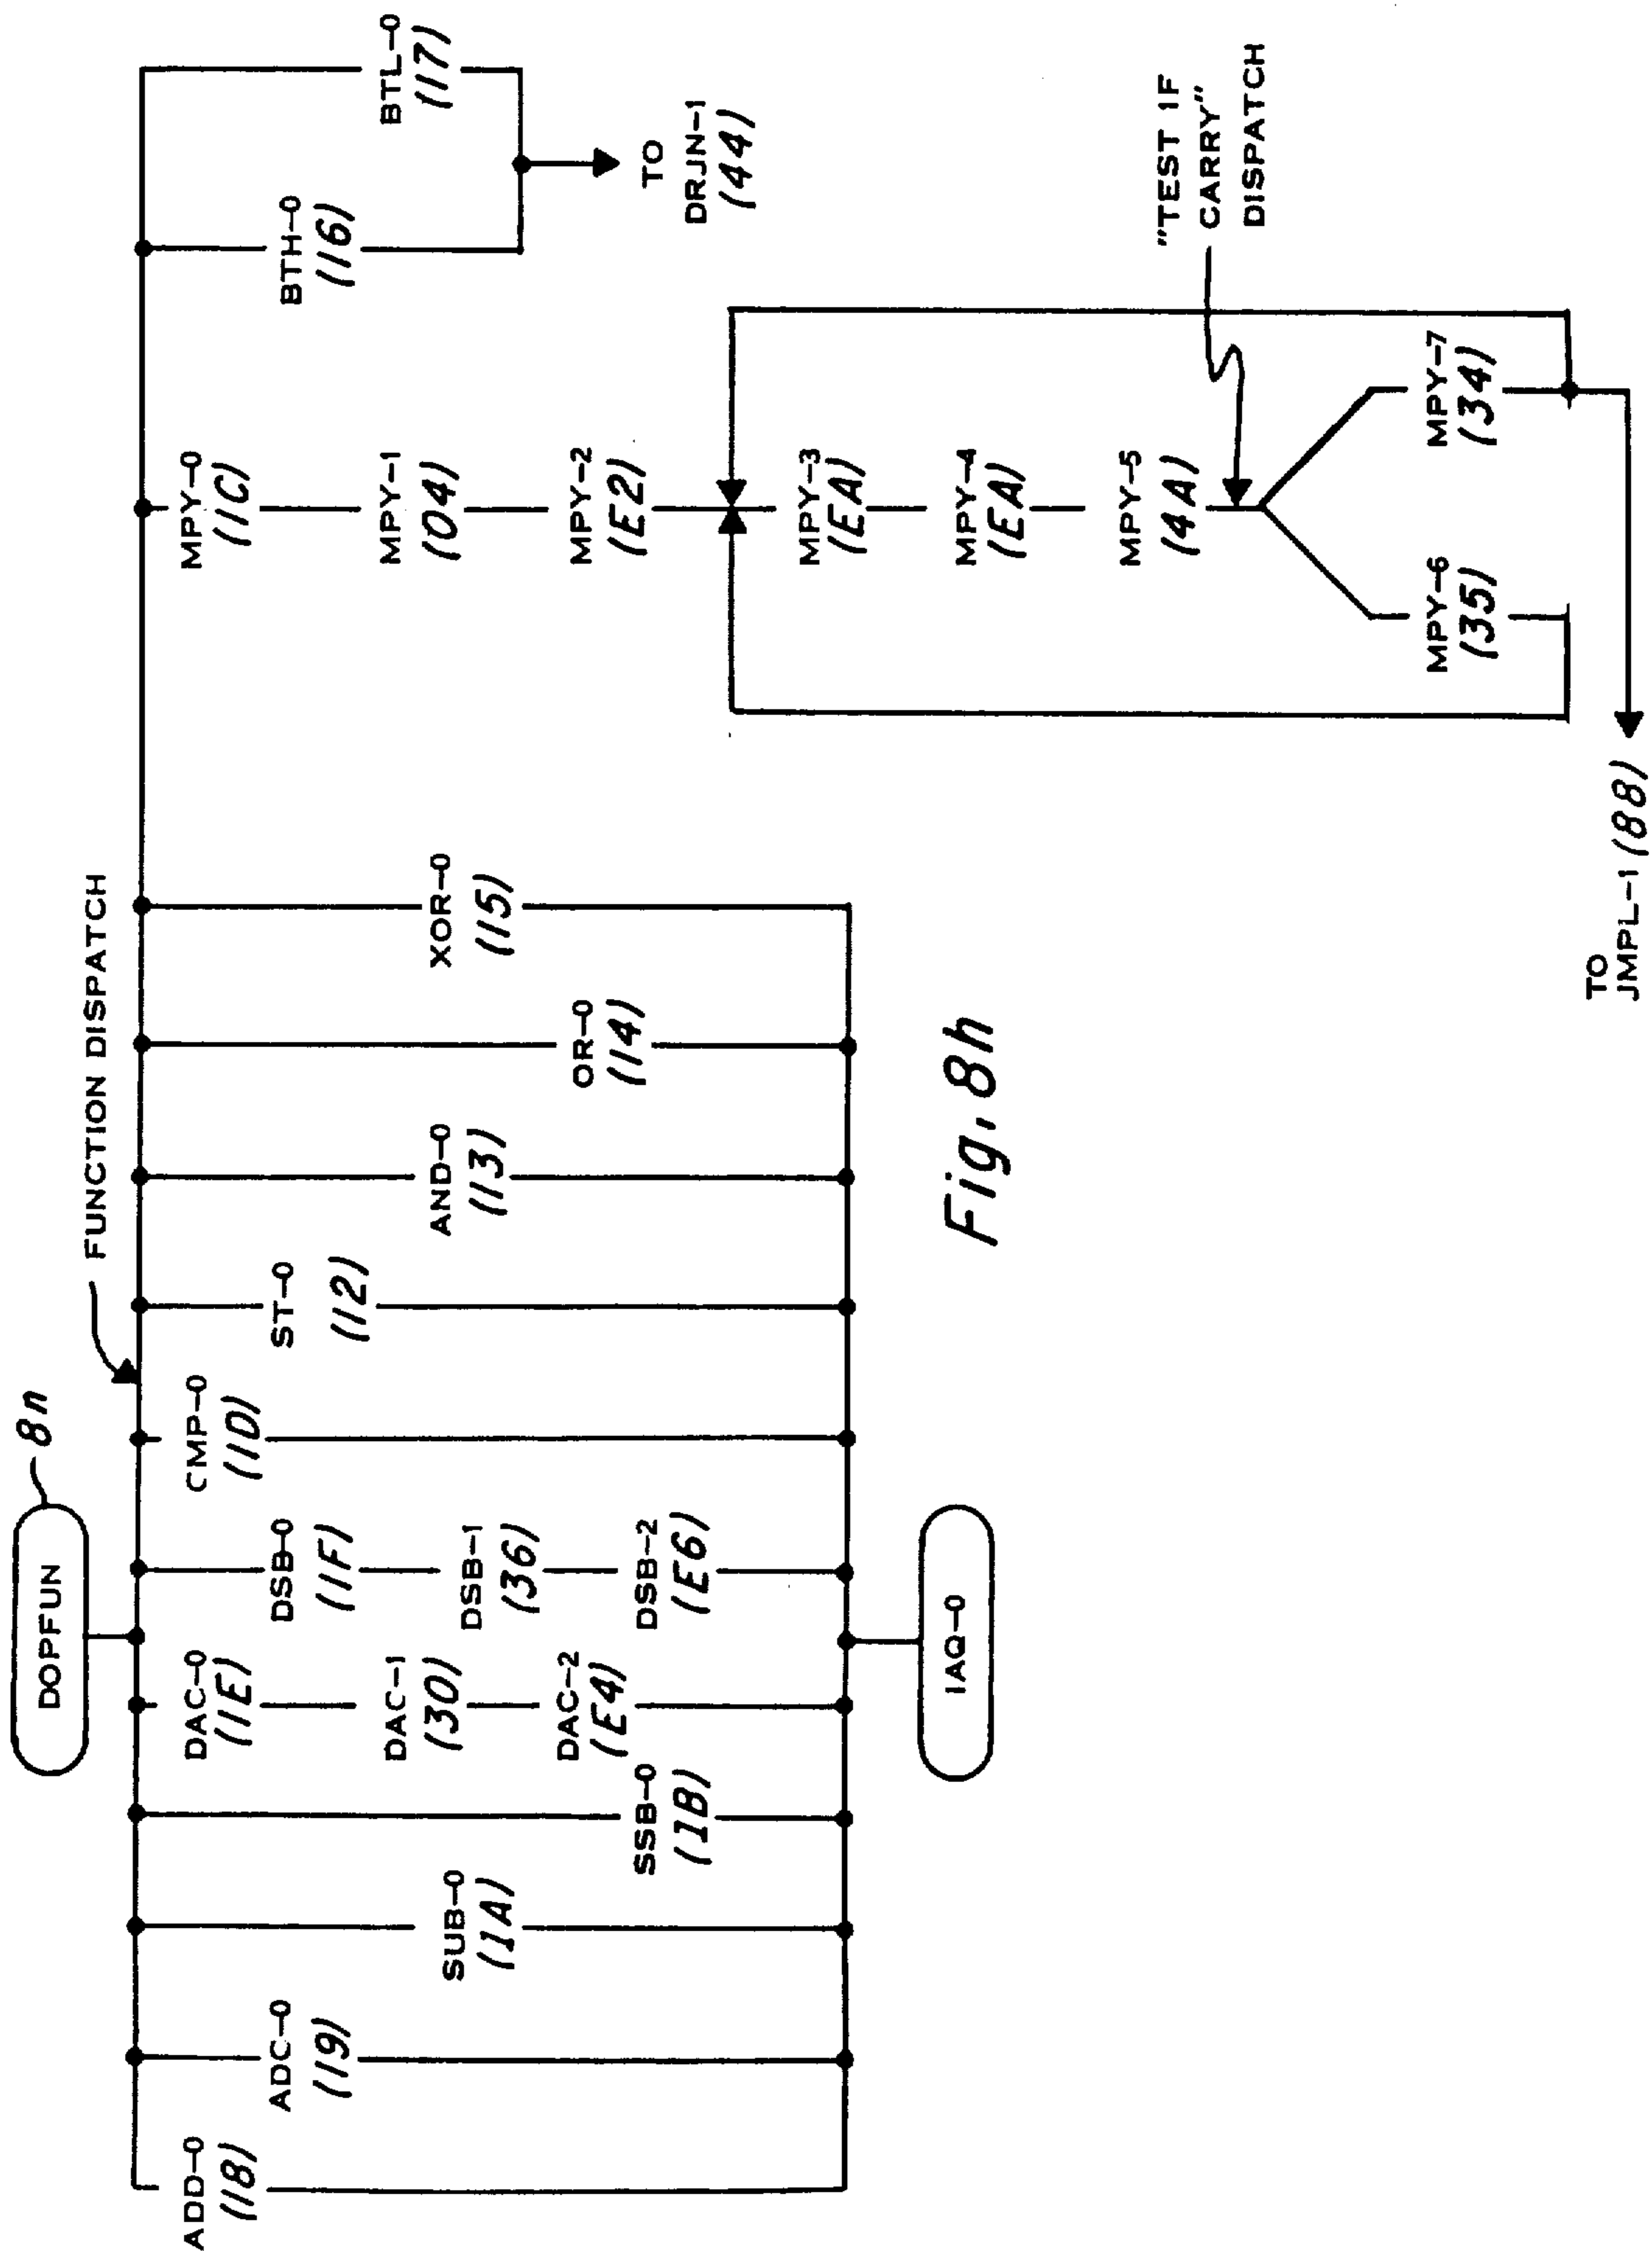 DOPFUN
8n
FUNCTION DISPATCH
ADD-0
(18)
ADC-0
(19)
SUB-0
(1A)
SSB-0
(1B)
DAC-0
(1E)
DAC-1
(30)
DAC-2
(E4)
DSB-0
(1F)
DSB-1
(36)
DSB-2
(E6)
CMP-0
(1D)
ST-0
(12)
AND-0
(13)
OR-0
(14)
XOR-0
(15)
MPY-0
(1C)
MPY-1
(04)
MPY-2
(E2)
MPY-3
(EA)
MPY-4
(EA)
MPY-5
(4A)
"TEST IF
CARRY"
DISPATCH
MPY-6
(35)
MPY-7
(34)
TO
JMPL-1 (88)
BTH-0
(16)
BTL-0
(17)
TO
DRJN-1
(44)
IAQ-0
Fig. 8h